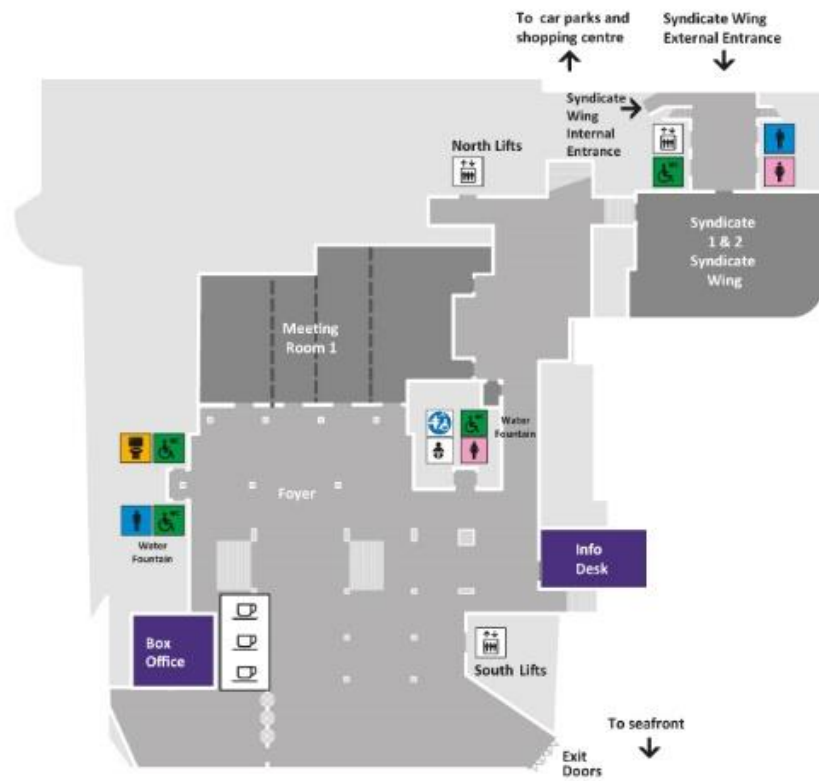 To car parks and
shopping centre
Syndicate Wing
External Entrance
Syndicate
Wing
Internal
Entrance
North Lifts
Syndicate
1 & 2
Syndicate
Wing
Meeting
Room 1
Water
Fountain
Foyer
Water
Fountain
Info
Desk
Box
Office
South Lifts
To seafront
Exit
Doors